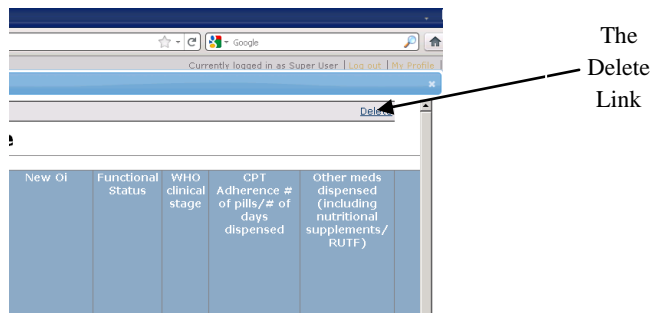 Google
Currently logged in as Super User | Log out | My Profile |
The
Delete
Link
Delete
e
New OI
Functional
Status
WHO
clinical
stage
CPT
Adherence #
of pills/# of
days
dispensed
Other meds
dispensed
(including
nutritional
supplements/
RUTF)